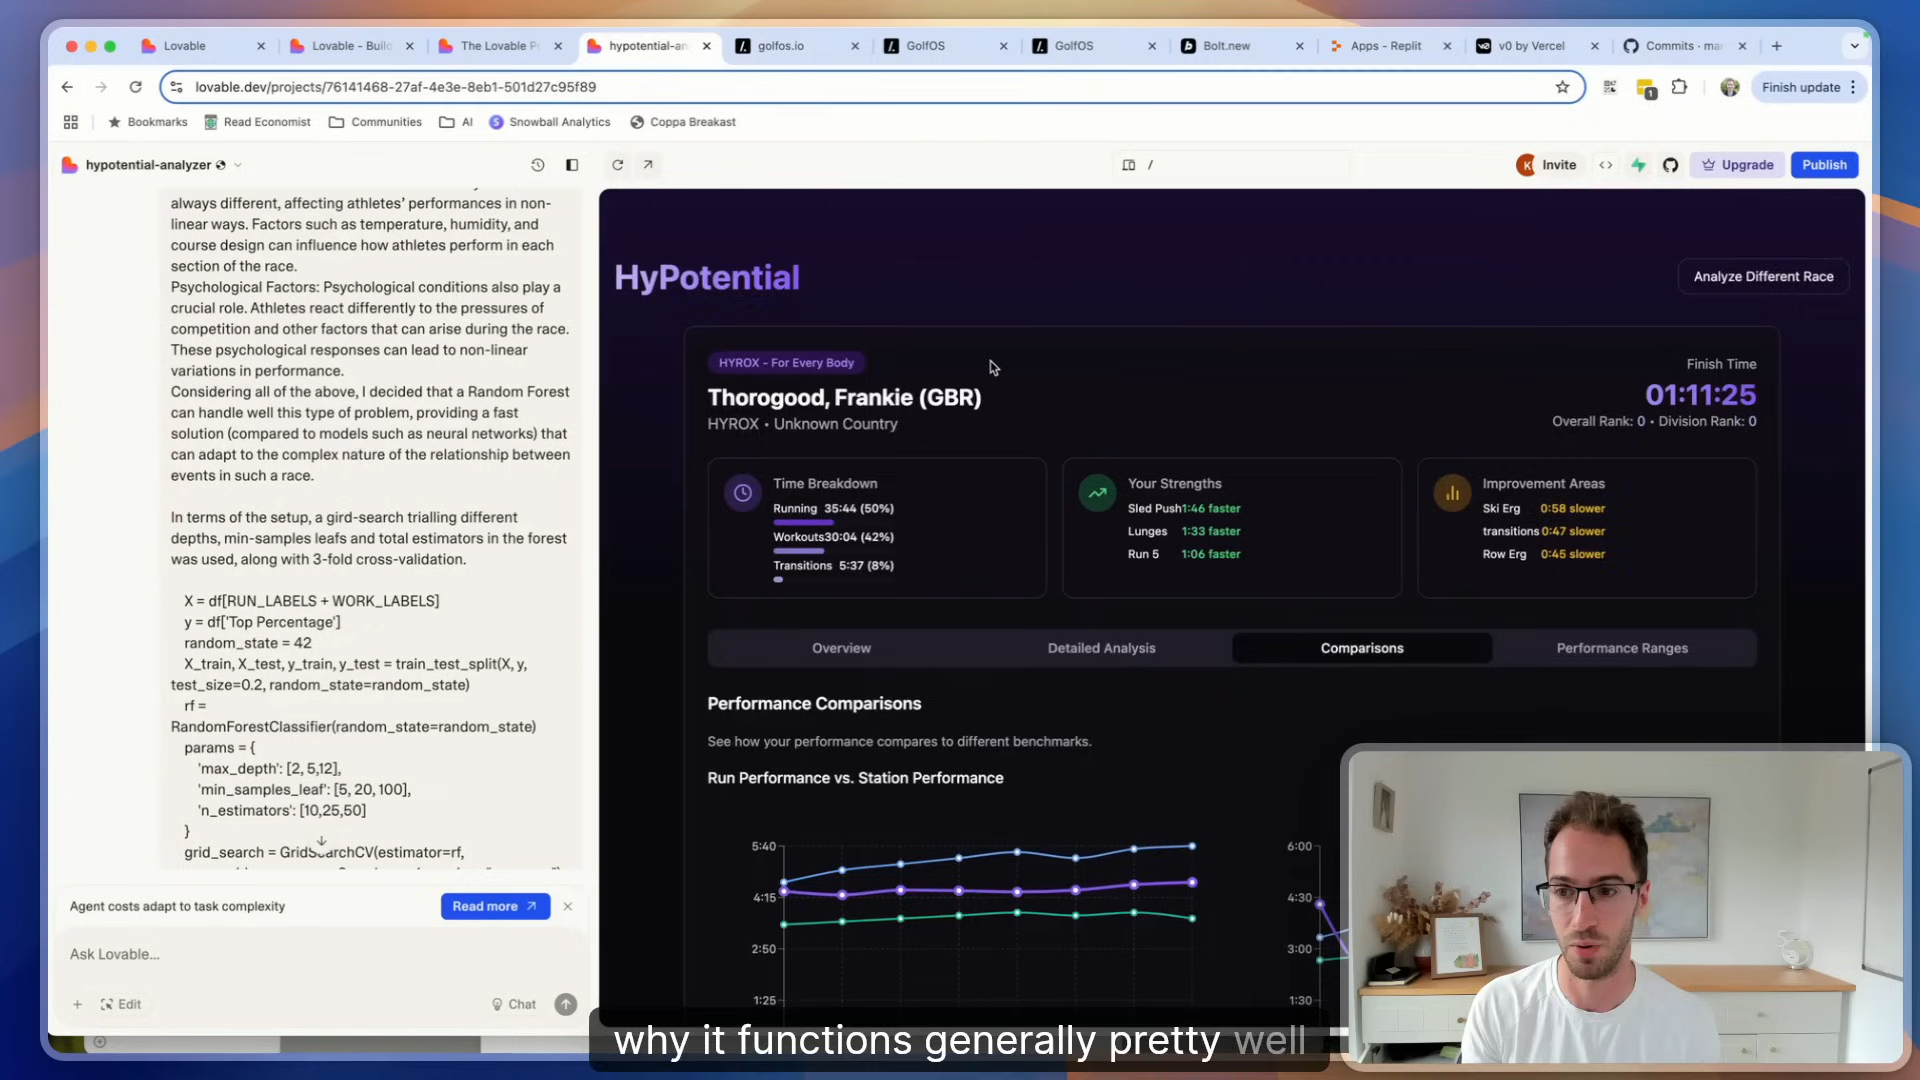 Lovable
Lovable - Build
The Lovable P
hypotential-an
golfos.io
GolfOS
GolfOS
Bolt.new
Apps - Replit
v0 by Vercel
Commits · ma
lovable.dev/projects/76141468-27af-4e3e-8eb1-501d27c95f89
1
Finish update
Bookmarks
Read Economist
Communities
AI
Snowball Analytics
Coppa Breakast
hypotential-analyzer
/
K
Invite
Upgrade
Publish
always different, affecting athletes' performances in non-
linear ways. Factors such as temperature, humidity, and
course design can influence how athletes perform in each
section of the race.
Psychological Factors: Psychological conditions also play a
crucial role. Athletes react differently to the pressures of
competition and other factors that can arise during the race.
These psychological responses can lead to non-linear
variations in performance.
Considering all of the above, I decided that a Random Forest
can handle well this type of problem, providing a fast
solution (compared to models such as neural networks) that
can adapt to the complex nature of the relationship between
events in such a race.
In terms of the setup, a gird-search trialling different
depths, min-samples leafs and total estimators in the forest
was used, along with 3-fold cross-validation.
X = df[RUN_LABELS + WORK_LABELS]
y = df['Top Percentage']
random_state = 42
X_train, X_test, y_train, y_test = train_test_split(X, y,
test_size=0.2, random_state=random_state)
rf =
RandomForestClassifier(random_state=random_state)
params = {
'max_depth': [2, 5,12],
'min_samples_leaf': [5, 20, 100],
'n_estimators': [10,25,50]
}
grid_search = GridSearchCV(estimator=rf,
Agent costs adapt to task complexity
Read more
Ask Lovable...
Edit
Chat
HyPotential
Analyze Different Race
HYROX - For Every Body
Thorogood, Frankie (GBR)
HYROX • Unknown Country
Finish Time
01:11:25
Overall Rank: 0 • Division Rank: 0
Time Breakdown
Running 35:44 (50%)
Workouts30:04 (42%)
Transitions 5:37 (8%)
Your Strengths
Sled Push1:46 faster
Lunges 1:33 faster
Run 5 1:06 faster
Improvement Areas
Ski Erg 0:58 slower
transitions 0:47 slower
Row Erg 0:45 slower
Overview
Detailed Analysis
Comparisons
Performance Ranges
Performance Comparisons
See how your performance compares to different benchmarks.
Run Performance vs. Station Performance
5:40
4:15
2:50
1:25
6:00
4:30
3:00
1:30
why it functions generally pretty well